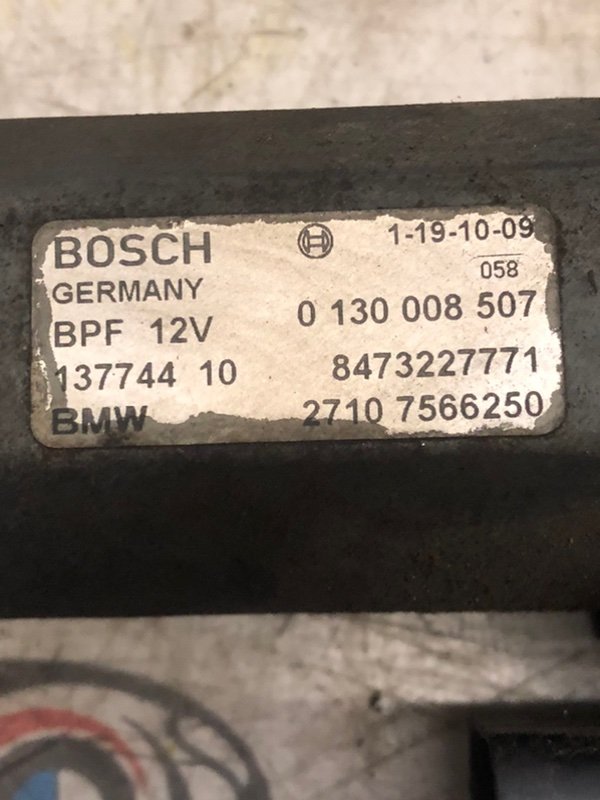 BOSCH 1-19-10-09
GERMANY 058
BPF 12V 0 130 008 507
137744 10 8473227771
BMW 2710 7566250